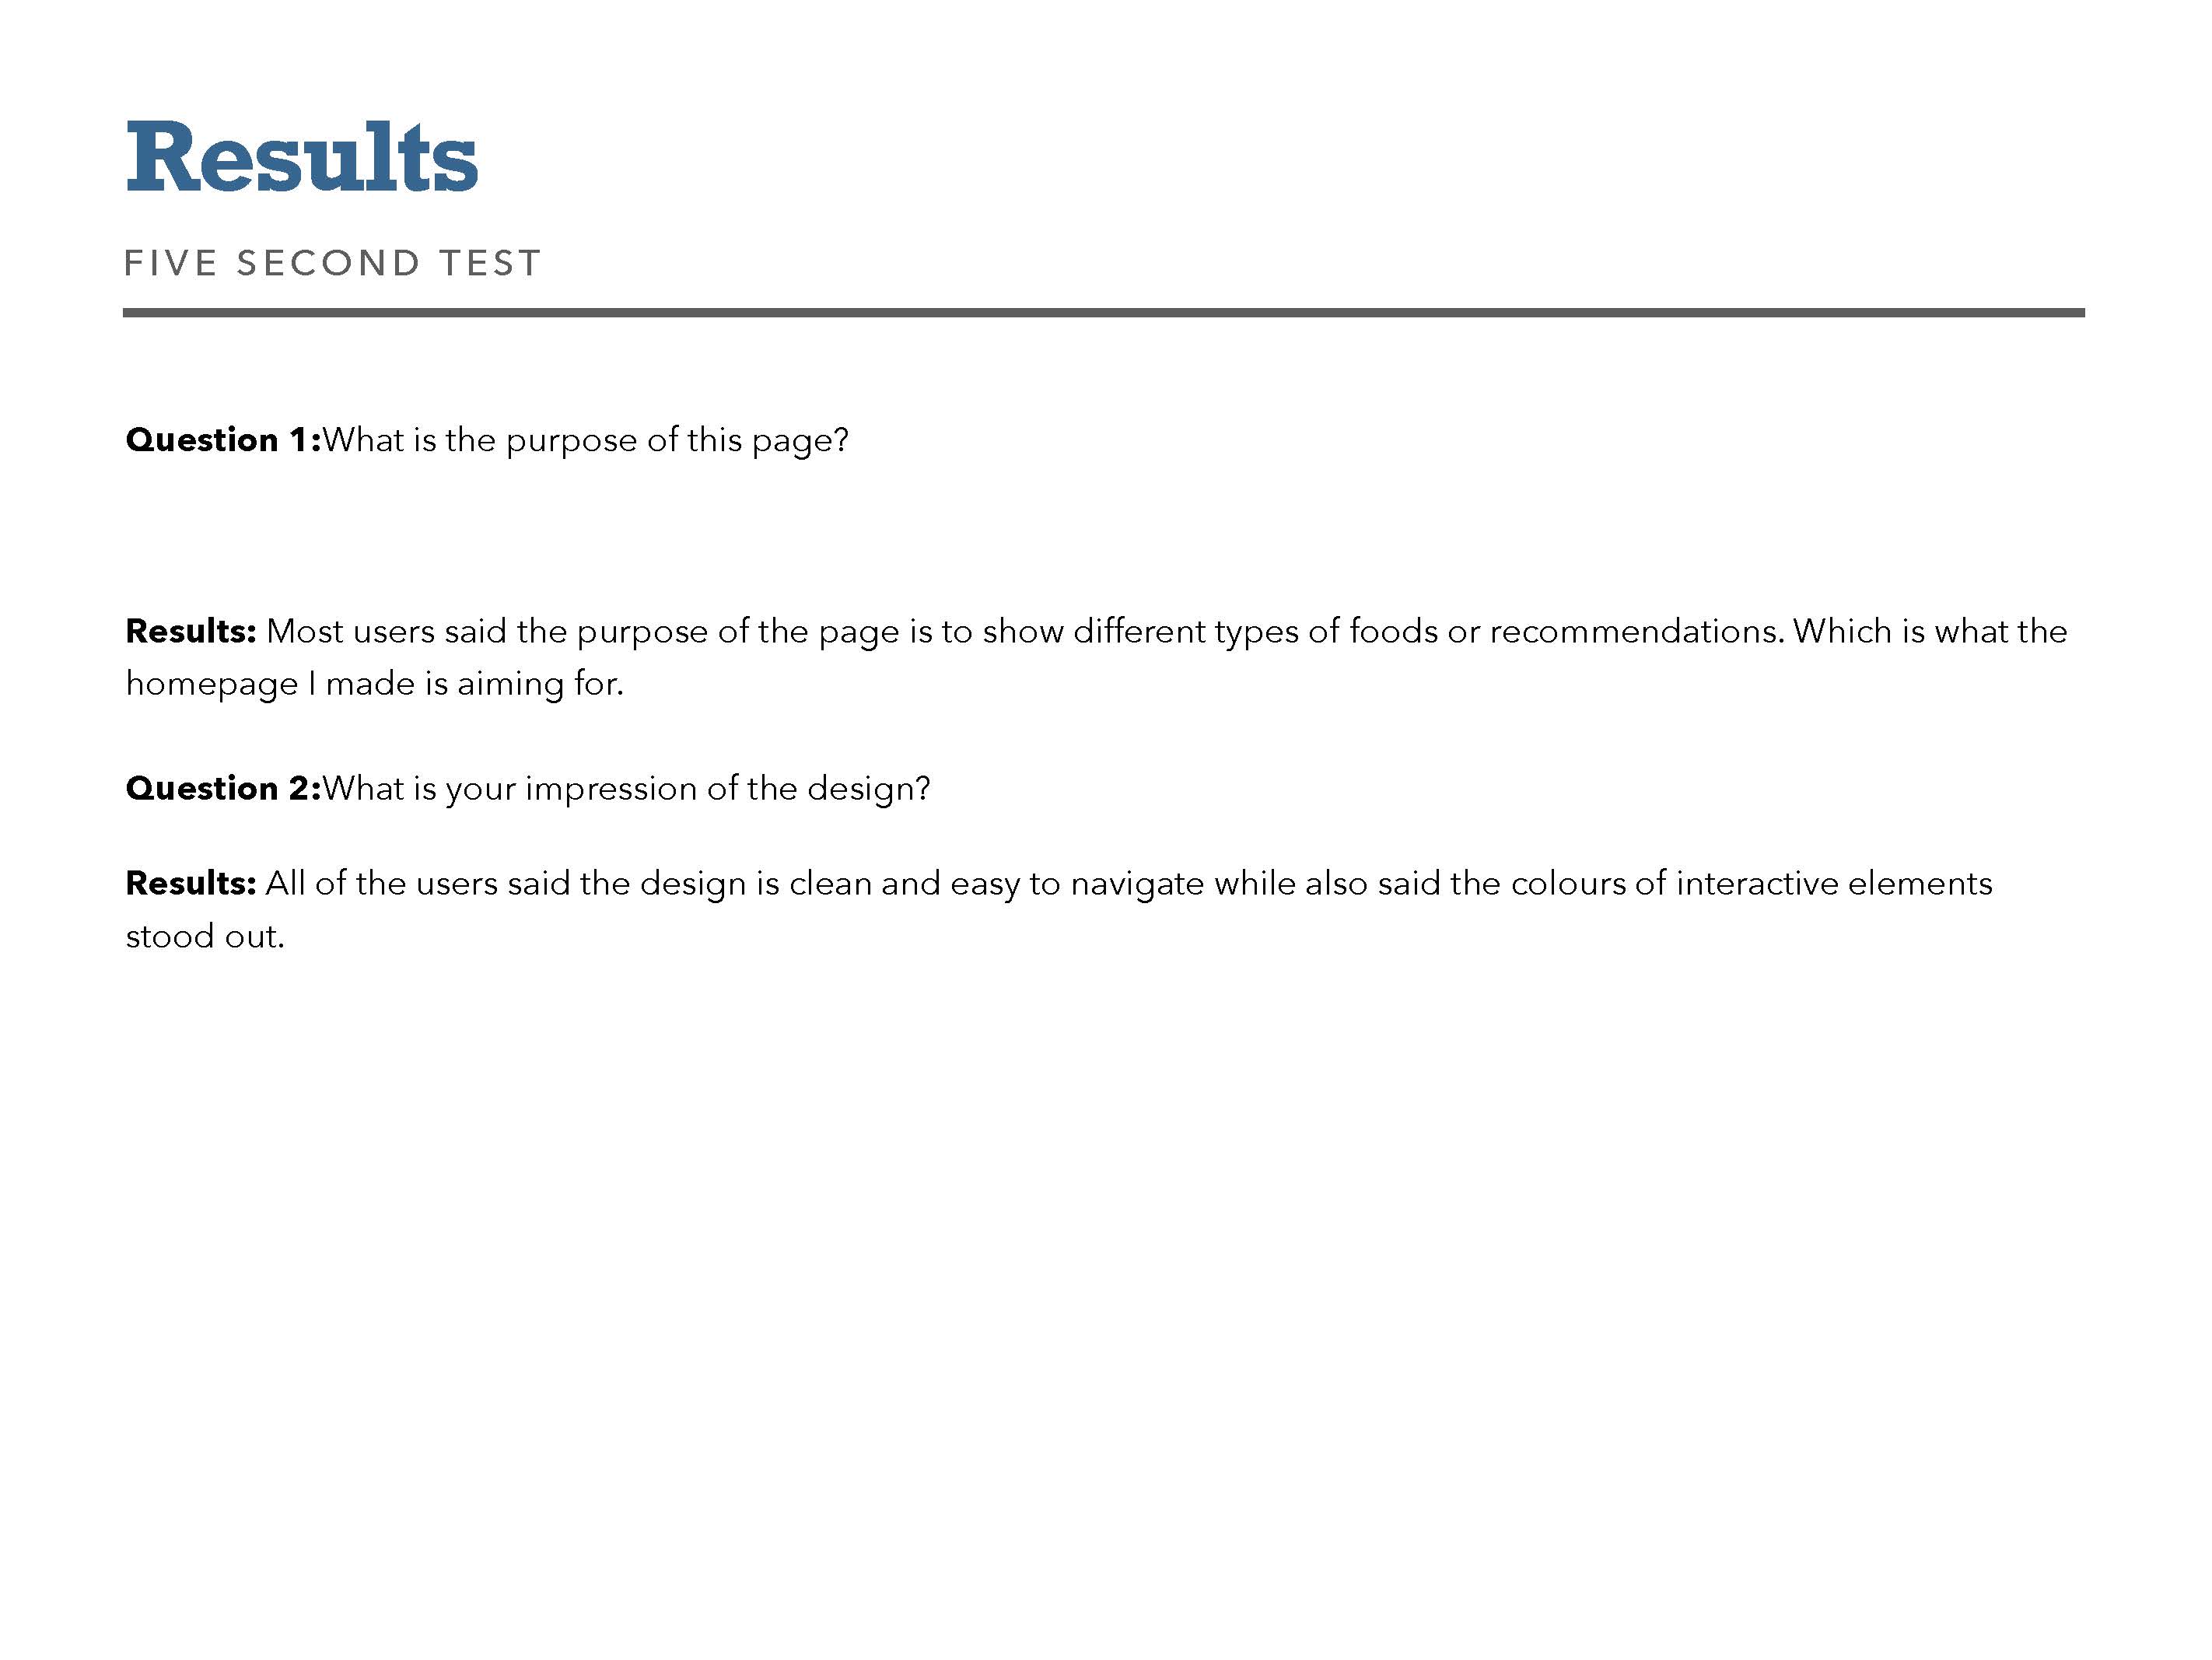 Results
FIVE SECOND TEST
Question 1:What is the purpose of this page?
Results: Most users said the purpose of the page is to show different types of foods or recommendations. Which is what the
homepage I made is aiming for.
Question 2:What is your impression of the design?
Results: All of the users said the design is clean and easy to navigate while also said the colours of interactive elements
stood out.